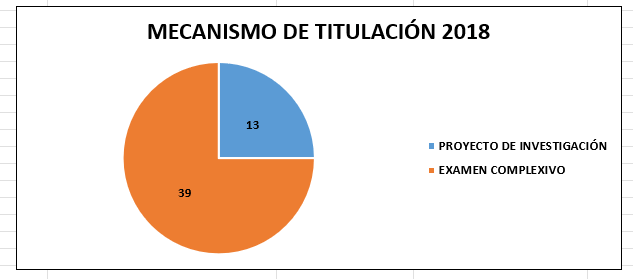 MECANISMO DE TITULACIÓN 2018
13
39
PROYECTO DE INVESTIGACIÓN
EXAMEN COMPLEXIVO